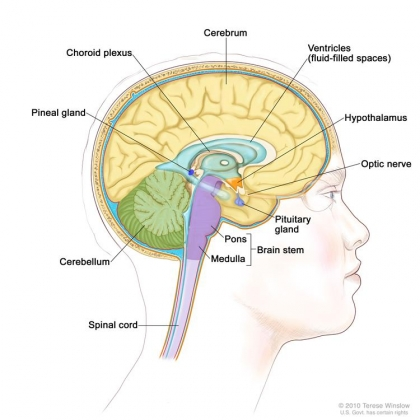 Cerebrum
Choroid plexus
Ventricles
(fluid-filled spaces)
Pineal gland
Hypothalamus
Optic nerve
Pituitary
gland
Pons
Brain stem
Medulla
Cerebellum
Spinal cord
© 2010 Terese Winslow
U.S. Govt. has certain rights